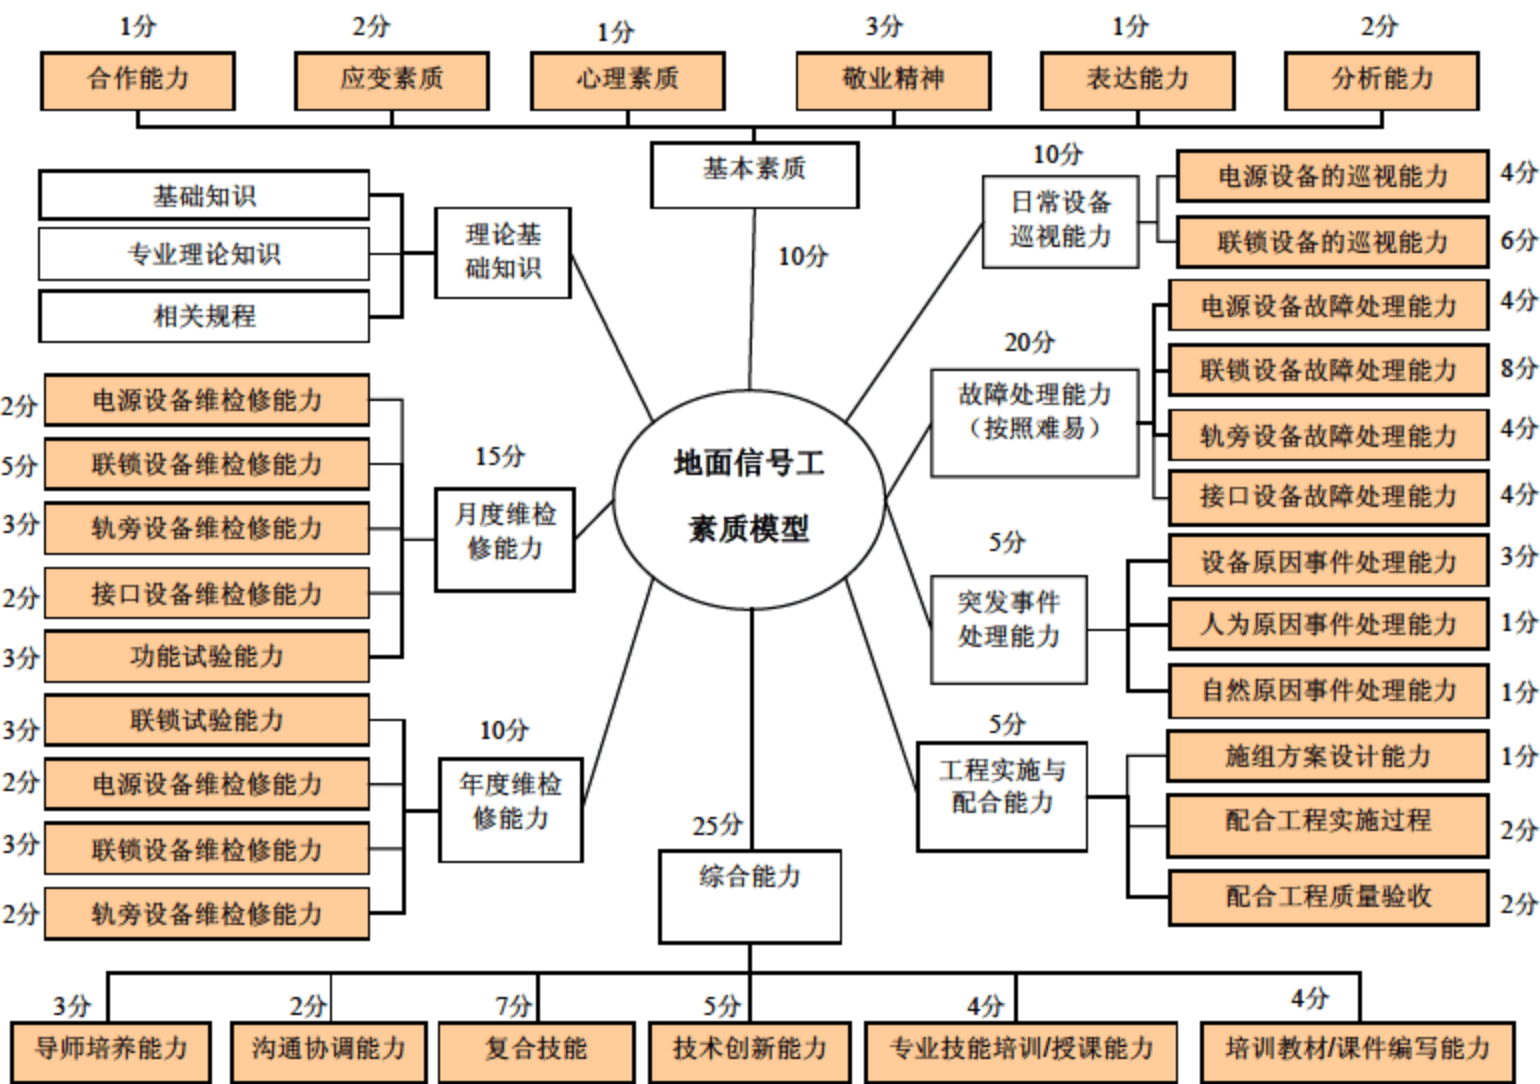 1分
2分
1分
3分
1分
2分
合作能力
应变素质
心理素质
敬业精神
表达能力
分析能力
基本素质
10分
基础知识
专业理论知识
相关规程
理论基
础知识
10分
日常设备
巡视能力
电源设备的巡视能力
4分
联锁设备的巡视能力
6分
20分
故障处理能力
（按照难易）
电源设备故障处理能力
4分
联锁设备故障处理能力
8分
轨旁设备故障处理能力
4分
接口设备故障处理能力
4分
地面信号工
素质模型
2分
电源设备维检修能力
5分
联锁设备维检修能力
3分
轨旁设备维检修能力
2分
接口设备维检修能力
3分
功能试验能力
15分
月度维检
修能力
5分
突发事件
处理能力
设备原因事件处理能力
3分
人为原因事件处理能力
1分
自然原因事件处理能力
1分
3分
联锁试验能力
2分
电源设备维检修能力
3分
联锁设备维检修能力
2分
轨旁设备维检修能力
10分
年度维检
修能力
5分
工程实施与
配合能力
施组方案设计能力
1分
配合工程实施过程
2分
配合工程质量验收
2分
25分
综合能力
3分
2分
7分
5分
4分
4分
导师培养能力
沟通协调能力
复合技能
技术创新能力
专业技能培训/授课能力
培训教材/课件编写能力